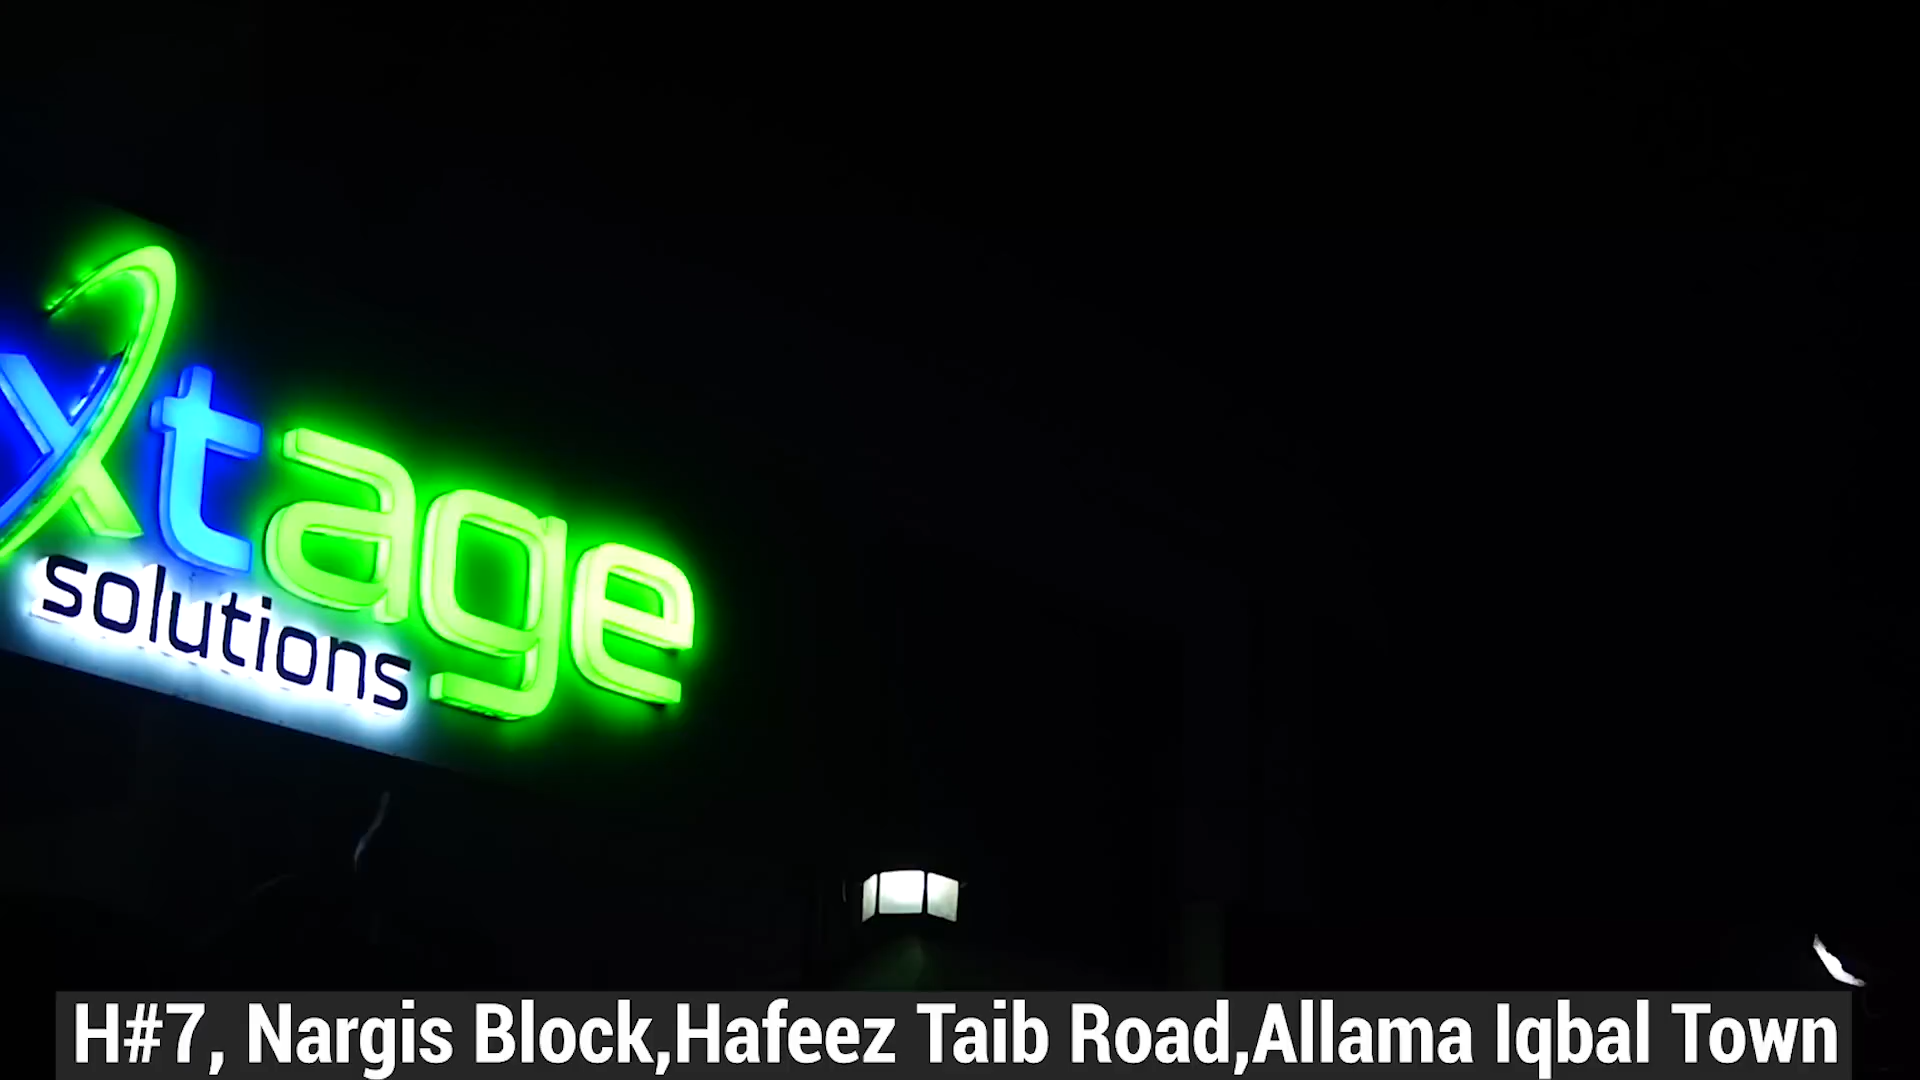 xtage
solutions
H#7, Nargis Block,Hafeez Taib Road,Allama Iqbal Town